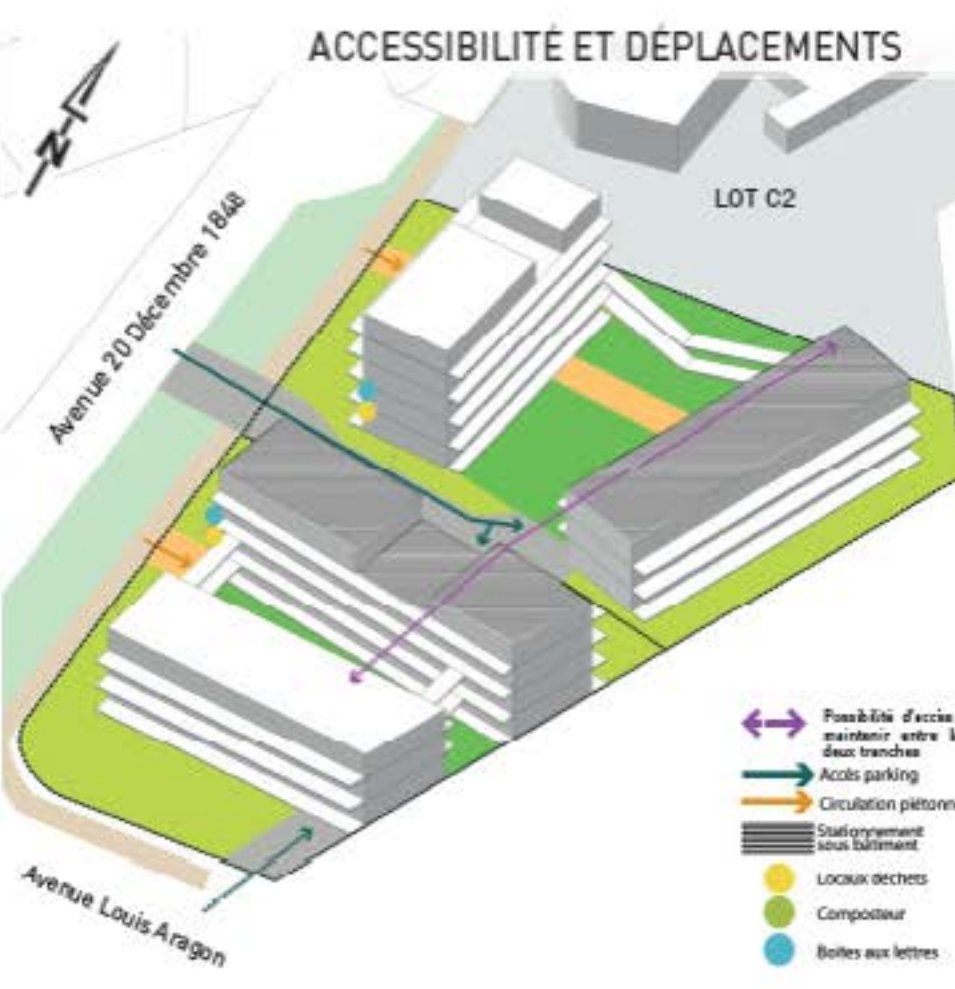 ACCESSIBILITÉ ET DÉPLACEMENTS
N
LOT C2
Avenue 20 Décembre 1848
Avenue Louis Aragon
Possibilité d'accès
maintenir entre l
deux tranches
Accès parking
Circulation piétonn
Stationnement
sous bâtiment
Locaux déchets
Composteur
Boites aux lettres